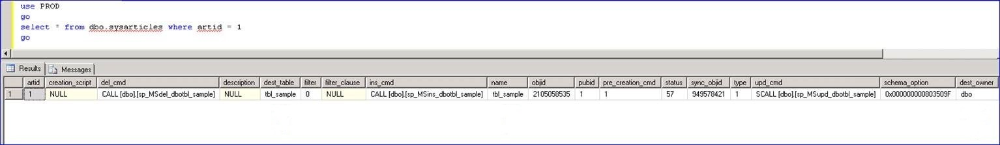 use PROD
go
select * from dbo.sysarticles where artid = 1
go
Results Messages
artid creation_script del_cmd description dest_table filter filter_clause ins_cmd name objid pubid pre_creation_cmd status sync_objid type upd_cmd schema_option dest_owner
1 1 NULL CALL [dbo].[sp_MSdel_dbotbl_sample] NULL tbl_sample 0 NULL CALL [dbo].[sp_MSins_dbotbl_sample] tbl_sample 2105058535 1 1 57 949578421 1 SCALL [dbo].[sp_MSupd_dbotbl_sample] 0x000000000803509F dbo